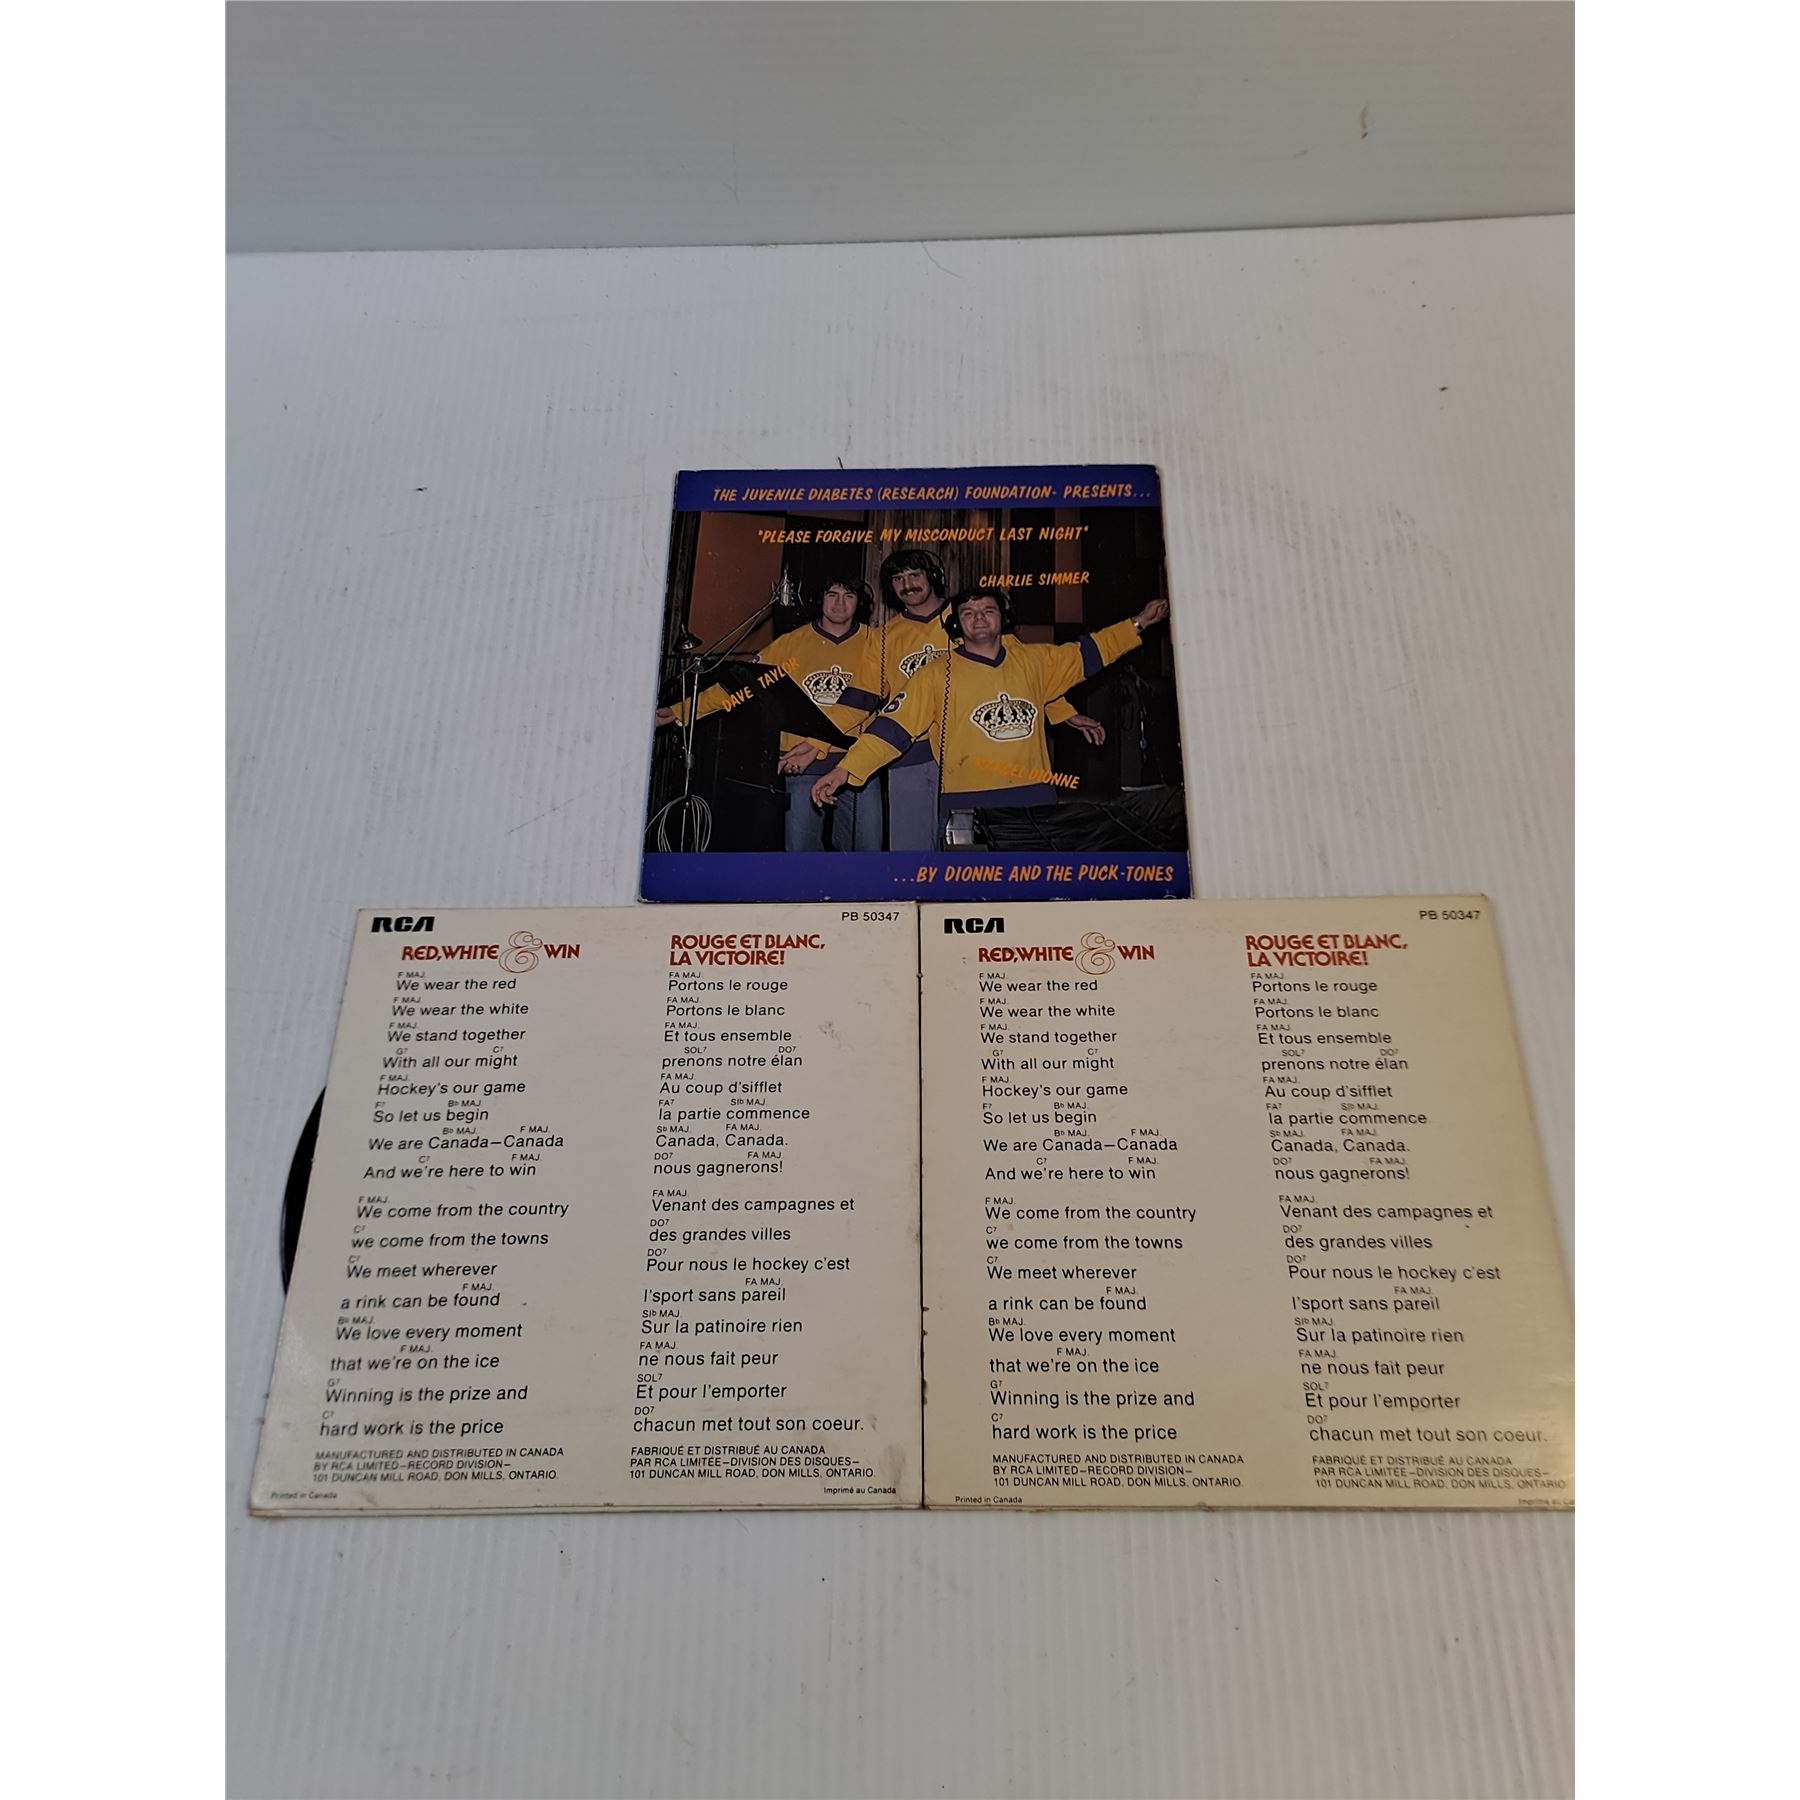 THE JUVENILE DIABETES (RESEARCH) FOUNDATION- PRESENTS...
"PLEASE FORGIVE MY MISCONDUCT LAST NIGHT"
CHARLIE SIMMER
DAVE TAYLOR
DIONNE
...BY DIONNE AND THE PUCK-TONES
RCA
PB 50347
RED, WHITE & WIN
F MAJ.
We wear the red
F MAJ.
We wear the white
F MAJ.
We stand together
G7 C7
With all our might
F MAJ.
Hockey's our game
F7 Bb MAJ.
So let us begin
Bb MAJ. F MAJ.
We are Canada—Canada
C7 F MAJ.
And we're here to win
F MAJ.
We come from the country
C7
we come from the towns
C7
We meet wherever
F MAJ.
a rink can be found
Bb MAJ.
We love every moment
F MAJ.
that we're on the ice
G7
Winning is the prize and
C7
hard work is the price
MANUFACTURED AND DISTRIBUTED IN CANADA
BY RCA LIMITED—RECORD DIVISION—
101 DUNCAN MILL ROAD, DON MILLS, ONTARIO.
Printed in Canada
ROUGE ET BLANC,
LA VICTOIRE!
FA MAJ.
Portons le rouge
FA MAJ.
Portons le blanc
FA MAJ.
Et tous ensemble
SOL7 DO7
prenons notre élan
FA MAJ.
Au coup d'sifflet
FA7 SIb MAJ.
la partie commence
Sb MAJ. FA MAJ.
Canada, Canada.
DO7 FA MAJ.
nous gagnerons!
FA MAJ.
Venant des campagnes et
DO7
des grandes villes
DO7
Pour nous le hockey c'est
FA MAJ.
l'sport sans pareil
SIb MAJ.
Sur la patinoire rien
FA MAJ.
ne nous fait peur
SOL7
Et pour l'emporter
DO7
chacun met tout son coeur.
FABRIQUÉ ET DISTRIBUÉ AU CANADA
PAR RCA LIMITÉE—DIVISION DES DISQUES—
101 DUNCAN MILL ROAD, DON MILLS, ONTARIO.
Imprimé au Canada
RCA
PB 50347
RED, WHITE & WIN
F MAJ.
We wear the red
F MAJ.
We wear the white
F MAJ.
We stand together
G7 C7
With all our might
F MAJ.
Hockey's our game
F7 Bb MAJ.
So let us begin
Bb MAJ. F MAJ.
We are Canada—Canada
C7 F MAJ.
And we're here to win
F MAJ.
We come from the country
C7
we come from the towns
C7
We meet wherever
F MAJ.
a rink can be found
Bb MAJ.
We love every moment
F MAJ.
that we're on the ice
G7
Winning is the prize and
C7
hard work is the price
MANUFACTURED AND DISTRIBUTED IN CANADA
BY RCA LIMITED—RECORD DIVISION—
101 DUNCAN MILL ROAD, DON MILLS, ONTARIO.
Printed in Canada
ROUGE ET BLANC,
LA VICTOIRE!
FA MAJ.
Portons le rouge
FA MAJ.
Portons le blanc
FA MAJ.
Et tous ensemble
SOL7 DO7
prenons notre élan
FA MAJ.
Au coup d'sifflet
FA7 SIb MAJ.
la partie commence
Sb MAJ. FA MAJ.
Canada, Canada.
DO7 FA MAJ.
nous gagnerons!
FA MAJ.
Venant des campagnes et
DO7
des grandes villes
DO7
Pour nous le hockey c'est
FA MAJ.
l'sport sans pareil
SIb MAJ.
Sur la patinoire rien
FA MAJ.
ne nous fait peur
SOL7
Et pour l'emporter
DO7
chacun met tout son coeur.
FABRIQUÉ ET DISTRIBUÉ AU CANADA
PAR RCA LIMITÉE—DIVISION DES DISQUES—
101 DUNCAN MILL ROAD, DON MILLS, ONTARIO
Imprimé au